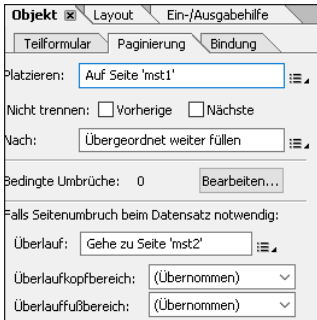 Objekt Layout Ein-/Ausgabehilfe
Teilformular Paginierung Bindung
Platzieren: Auf Seite 'mst1'
Nicht trennen: Vorherige Nächste
Nach: Übergeordnet weiter füllen
Bedingte Umbrüche: 0 Bearbeiten...
Falls Seitenumbruch beim Datensatz notwendig:
Überlauf: Gehe zu Seite 'mst2'
Überlaufkopfbereich: (Übernommen)
Überlauffußbereich: (Übernommen)